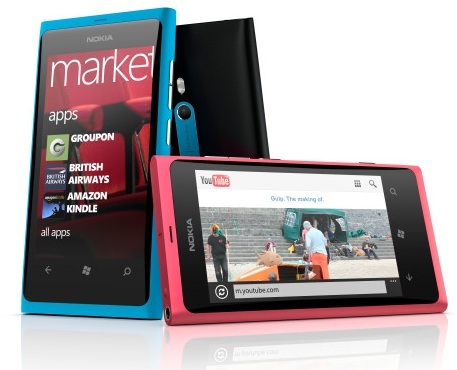 NOKIA
market
apps
GROUPON
BRITISH
AIRWAYS
AMAZON
KINDLE
all apps
NOKIA
YouTube
Gulp. The making of.
m.youtube.com